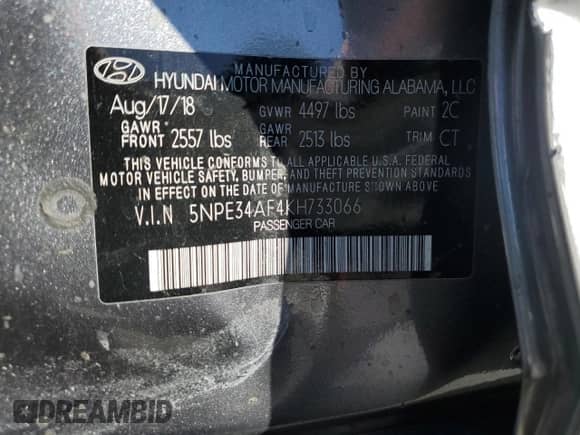 MANUFACTURED BY
HYUNDAI MOTOR MANUFACTURING ALABAMA, LLC
Aug/17/18 GVWR 4497 lbs PAINT 2C
GAWR FRONT 2557 lbs GAWR REAR 2513 lbs TRIM CT
THIS VEHICLE CONFORMS TO ALL APPLICABLE U.S.A. FEDERAL
MOTOR VEHICLE SAFETY, BUMPER, AND THEFT PREVENTION STANDARDS
IN EFFECT ON THE DATE OF MANUFACTURE SHOWN ABOVE
V.I.N 5NPE34AF4KH733066
PASSENGER CAR
DREAMBID